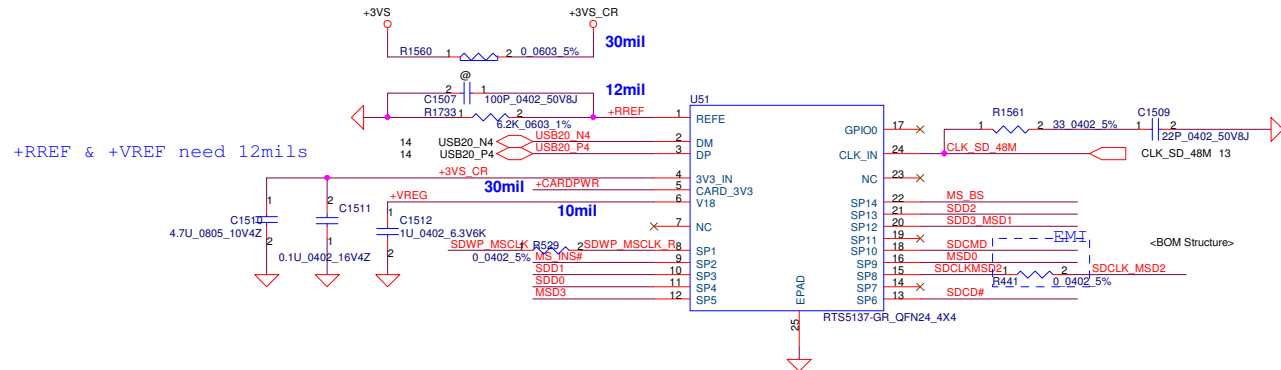 +3VS
+3VS_CR
R1560 1 2 0_0603_5%
30mil
@
12mil
2 1
C1507 100P_0402_50V8J
R1733 1 2
6.2K_0603_1%
+RREF
U51
1 REFE
GPIO0 17
R1561
1 2 33_0402_5%
C1509
1 2
22P_0402_50V8J
+RREF & +VREF need 12mils
14 USB20_N4 USB20_N4 2 DM
14 USB20_P4 USB20_P4 3 DP
CLK_IN 24 CLK_SD_48M
CLK_SD_48M 13
+3VS_CR 4 3V3_IN
30mil
+CARDPWR 5 CARD_3V3
NC 23
+VREG 6 V18
10mil
SP14 22 MS_BS
SP13 21 SDD2
SP12 20 SDD3_MSD1
1 C1510 2
4.7U_0805_10V4Z
2 C1511 1
0.1U_0402_16V4Z
1 C1512
1U_0402_6.3V6K
2
7 NC
SP11 19
SDWP_MSCLK R529 1 2 SDWP_MSCLK_R 8 SP1
0_0402_5%
SP10 18 SDCMD
EMI
<BOM Structure>
MS_INS# 9 SP2
SP9 16 MSD0
SDD1 10 SP3
SP8 15 SDCLKMSD2 1 2 SDCLK_MSD2
R441 0_0402_5%
SDD0 11 SP4
SP7 14
MSD3 12 SP5
SP6 13 SDCD#
EPAD
25
RTS5137-GR_QFN24_4X4